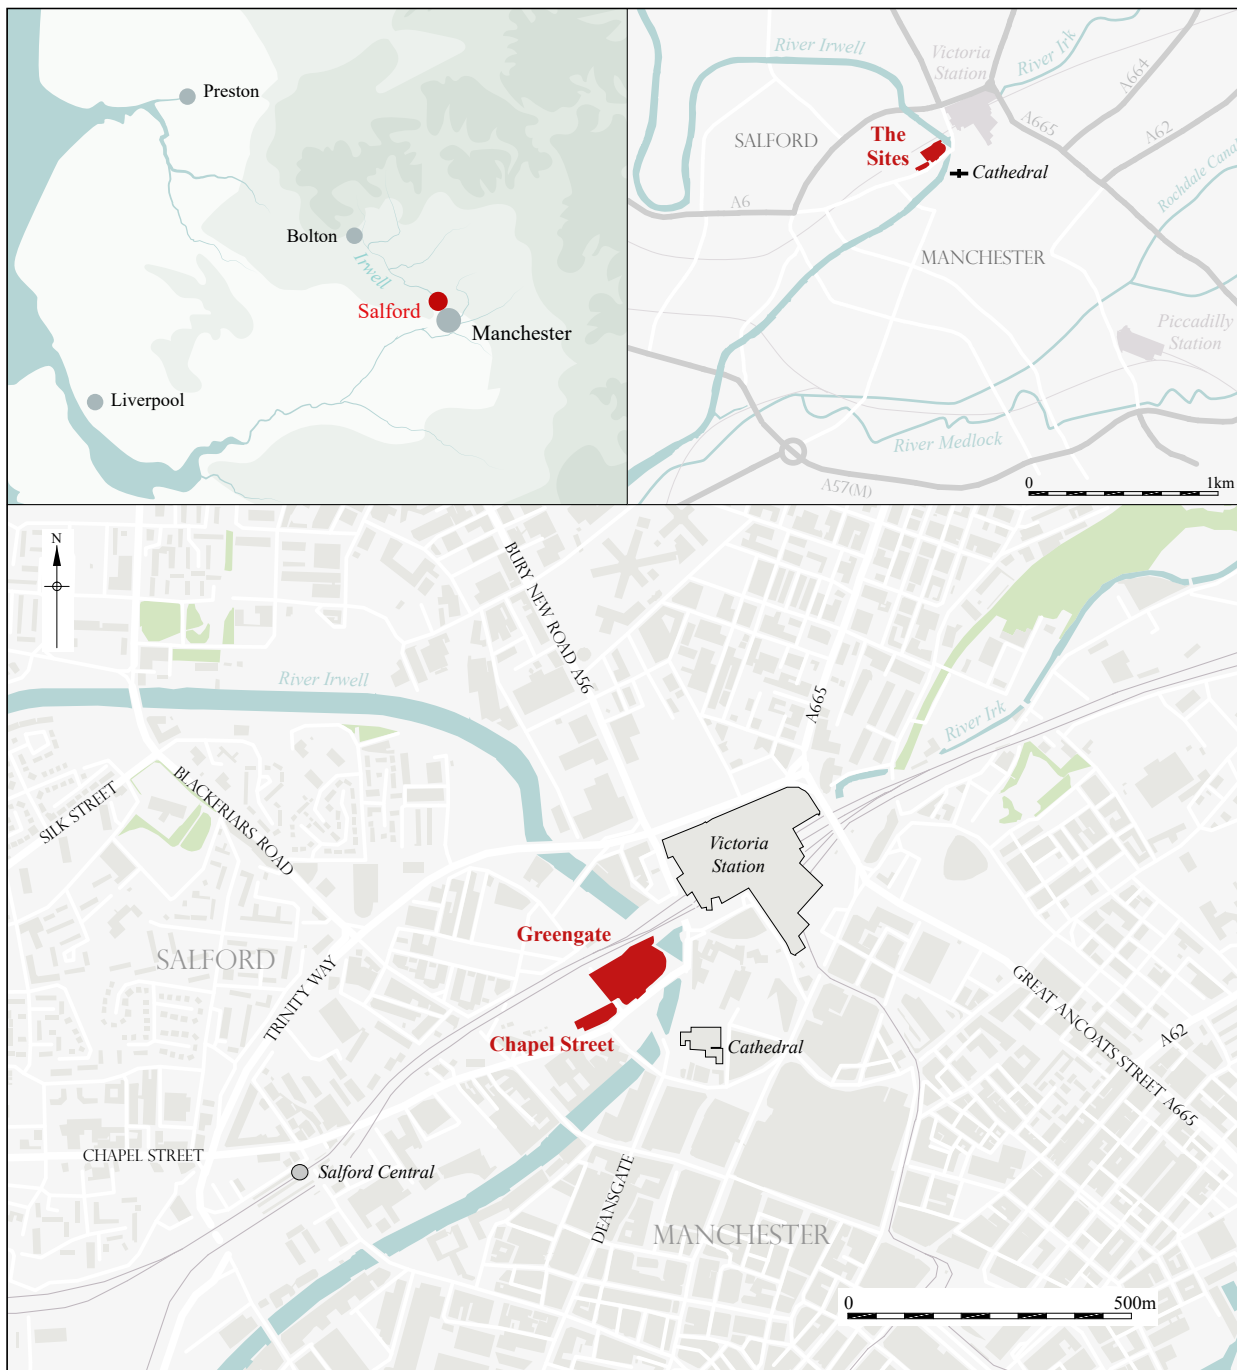 Preston
Bolton
Irwell
Salford
Manchester
Liverpool
River Irwell
Victoria
Station
River Irk
A664
A665
A62
SALFORD
The
Sites
Cathedral
Rochdale Canal
A6
MANCHESTER
Piccadilly
Station
River Medlock
A57(M)
0
1km
N
BURY NEW ROAD A56
River Irwell
A665
River Irk
SILK STREET
BLACKFRIARS ROAD
Victoria
Station
Greengate
SALFORD
TRINITY WAY
GREAT ANCOATS STREET A665
A62
Chapel Street
Cathedral
CHAPEL STREET
Salford Central
DEANSGATE
MANCHESTER
0
500m